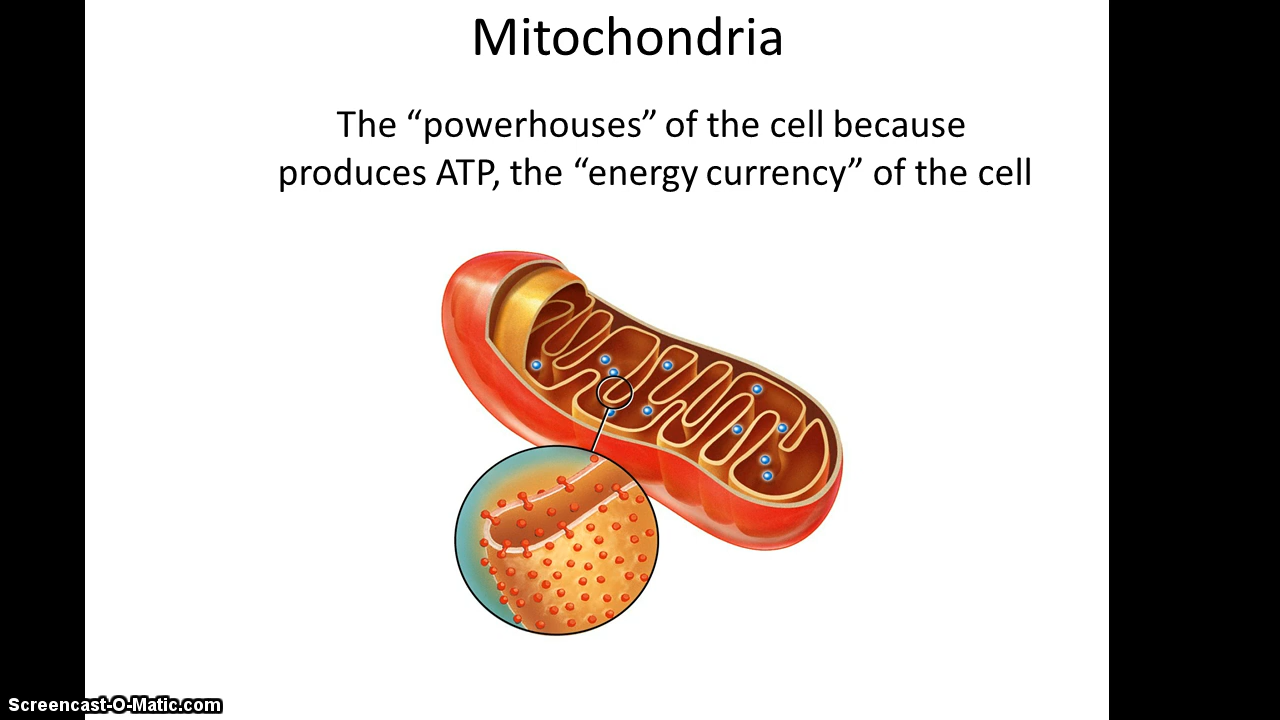 Mitochondria
The “powerhouses” of the cell because
produces ATP, the “energy currency” of the cell
Screencast-O-Matic.com